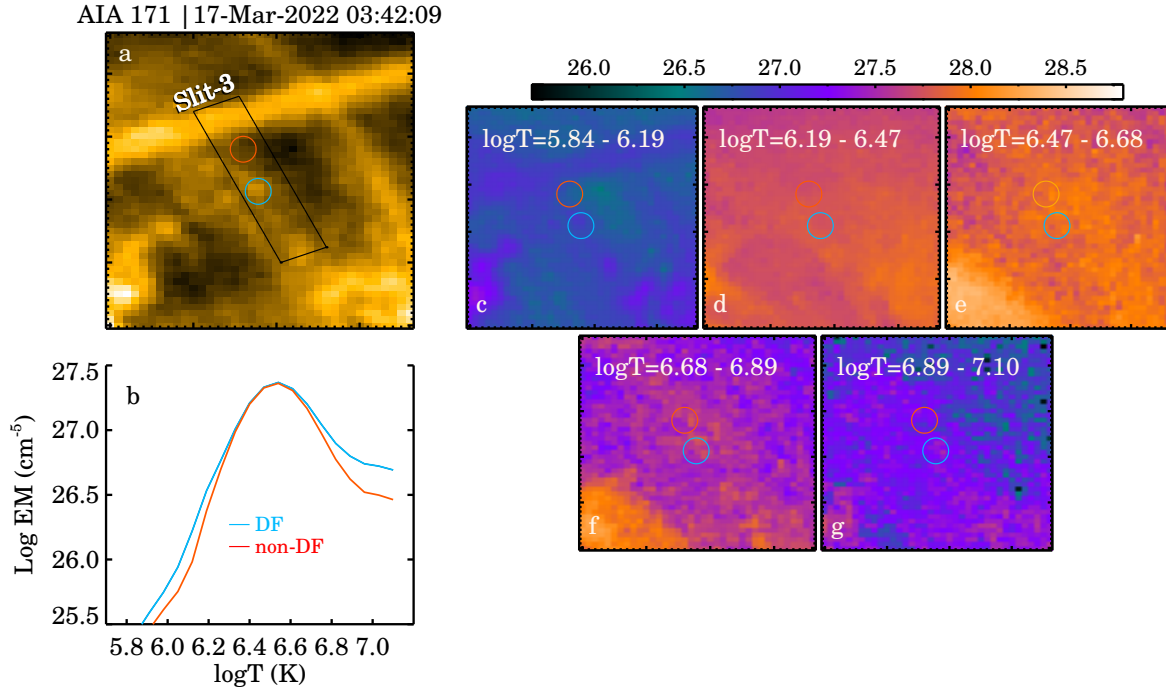 AIA 171 | 17-Mar-2022 03:42:09
a
Slit-3
26.0 26.5 27.0 27.5 28.0 28.5
logT=5.84 - 6.19
c
logT=6.19 - 6.47
d
logT=6.47 - 6.68
e
logT=6.68 - 6.89
f
logT=6.89 - 7.10
g
b
27.5
27.0
26.5
26.0
25.5
Log EM (cm⁻⁵)
DF
non-DF
5.8 6.0 6.2 6.4 6.6 6.8 7.0
logT (K)